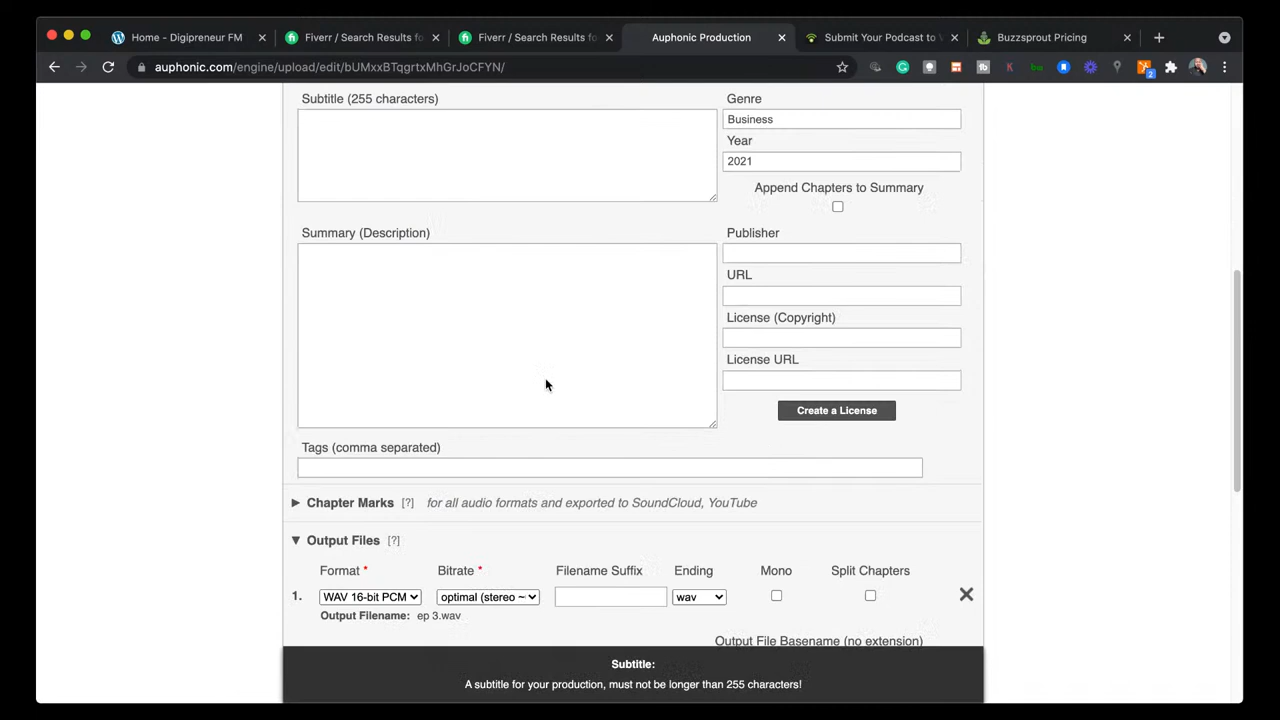 Home - Digipreneur FM
Fiverr / Search Results for
Fiverr / Search Results for
Auphonic Production
Submit Your Podcast to
Buzzsprout Pricing
auphonic.com/engine/upload/edit/bUMxxBTqgrtxMhGrJoCFYN/
2
Subtitle (255 characters)
Genre
Business
Year
2021
Append Chapters to Summary
Summary (Description)
Publisher
URL
License (Copyright)
License URL
Create a License
Tags (comma separated)
Chapter Marks [?] for all audio formats and exported to SoundCloud, YouTube
Output Files [?]
Format * Bitrate * Filename Suffix Ending Mono Split Chapters
1. WAV 16-bit PCM optimal (stereo ~ wav
Output Filename: ep 3.wav
Output File Basename (no extension)
Subtitle:
A subtitle for your production, must not be longer than 255 characters!